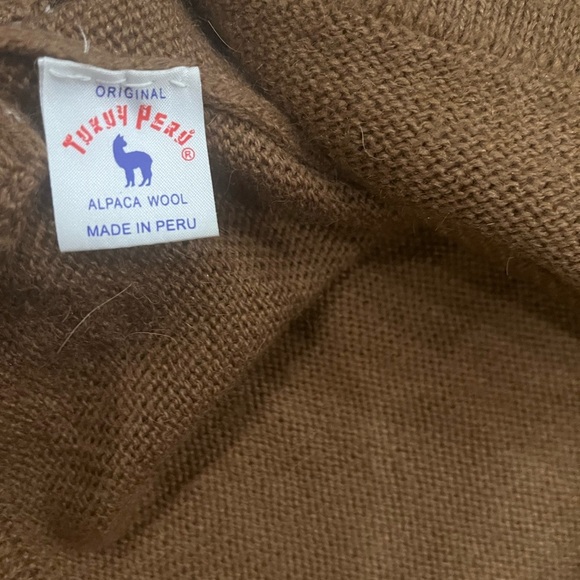 ORIGINAL
TUKUY PERÚ®
ALPACA WOOL
MADE IN PERU